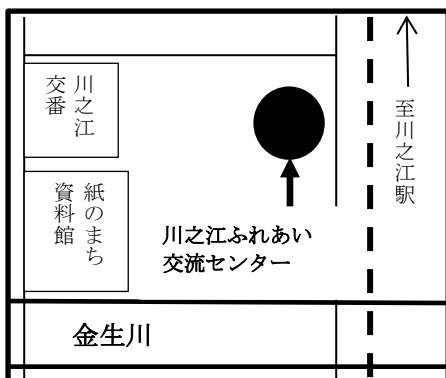 川之江
交番
紙のまち
資料館
至川之江駅
川之江ふれあい
交流センター
金生川